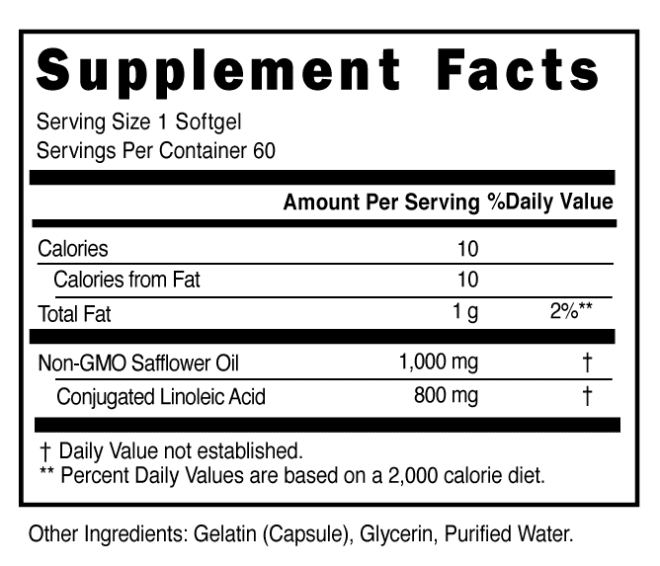 Supplement Facts
Serving Size 1 Softgel
Servings Per Container 60
Amount Per Serving %Daily Value
Calories 10
Calories from Fat 10
Total Fat 1 g 2%**
Non-GMO Safflower Oil 1,000 mg †
Conjugated Linoleic Acid 800 mg †
† Daily Value not established.
** Percent Daily Values are based on a 2,000 calorie diet.
Other Ingredients: Gelatin (Capsule), Glycerin, Purified Water.